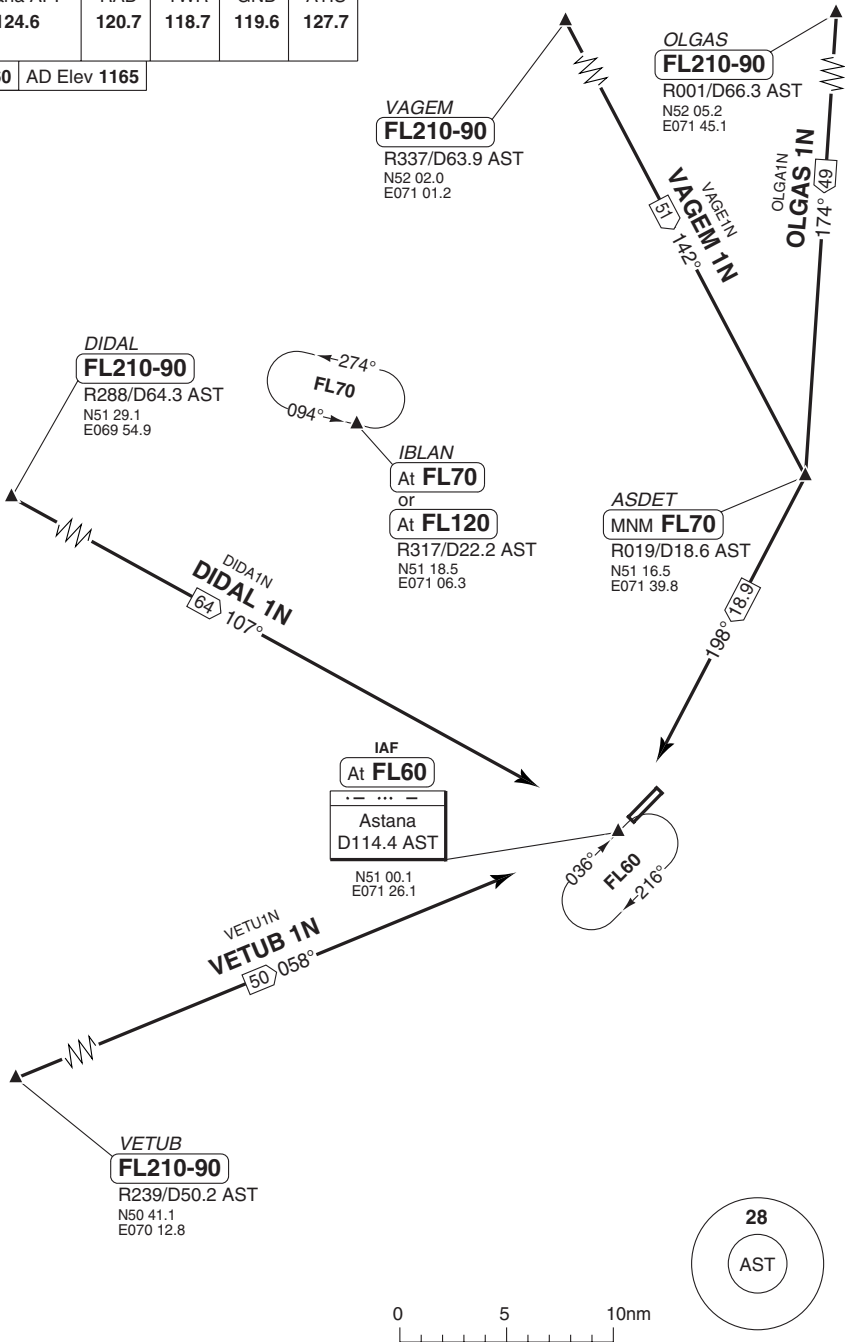 124.6
120.7
118.7
119.6
127.7
AD Elev 1165
OLGAS
FL210-90
R001/D66.3 AST
N52 05.2
E071 45.1
VAGEM
FL210-90
R337/D63.9 AST
N52 02.0
E071 01.2
OLGA1N
OLGAS 1N
174° 49
VAGE1N
VAGEM 1N
51 142°
DIDAL
FL210-90
R288/D64.3 AST
N51 29.1
E069 54.9
274°
FL70
094°
IBLAN
At FL70
or
At FL120
R317/D22.2 AST
N51 18.5
E071 06.3
ASDET
MNM FL70
R019/D18.6 AST
N51 16.5
E071 39.8
DIDA1N
DIDAL 1N
64 107°
198° 18.9
IAF
At FL60
Astana
D114.4 AST
N51 00.1
E071 26.1
036°
FL60
216°
VETU1N
VETUB 1N
50 058°
VETUB
FL210-90
R239/D50.2 AST
N50 41.1
E070 12.8
28
AST
0 5 10nm